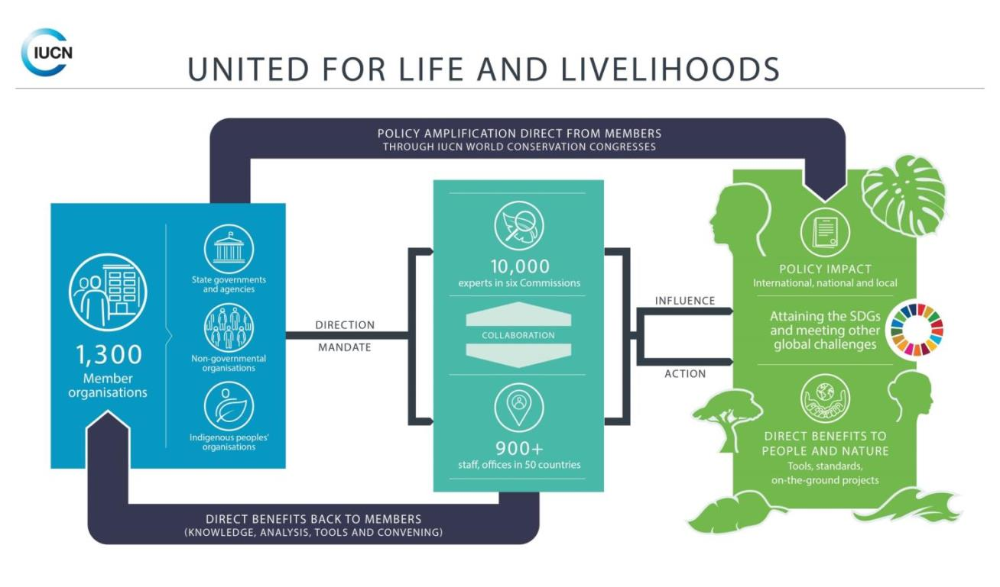 IUCN
UNITED FOR LIFE AND LIVELIHOODS
POLICY AMPLIFICATION DIRECT FROM MEMBERS
THROUGH IUCN WORLD CONSERVATION CONGRESSES
1,300
Member
organisations
State governments
and agencies
Non-governmental
organisations
Indigenous peoples'
organisations
DIRECTION
MANDATE
10,000
experts in six Commissions
COLLABORATION
900+
staff, offices in 50 countries
INFLUENCE
ACTION
POLICY IMPACT
International, national and local
Attaining the SDGs
and meeting other
global challenges
DIRECT BENEFITS TO
PEOPLE AND NATURE
Tools, standards,
on-the-ground projects
DIRECT BENEFITS BACK TO MEMBERS
(KNOWLEDGE, ANALYSIS, TOOLS AND CONVENING)